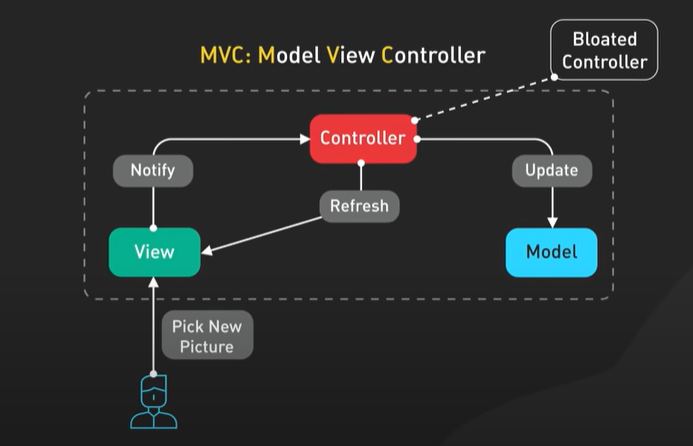 MVC: Model View Controller
Bloated
Controller
Controller
Notify
Update
Refresh
View
Model
Pick New
Picture